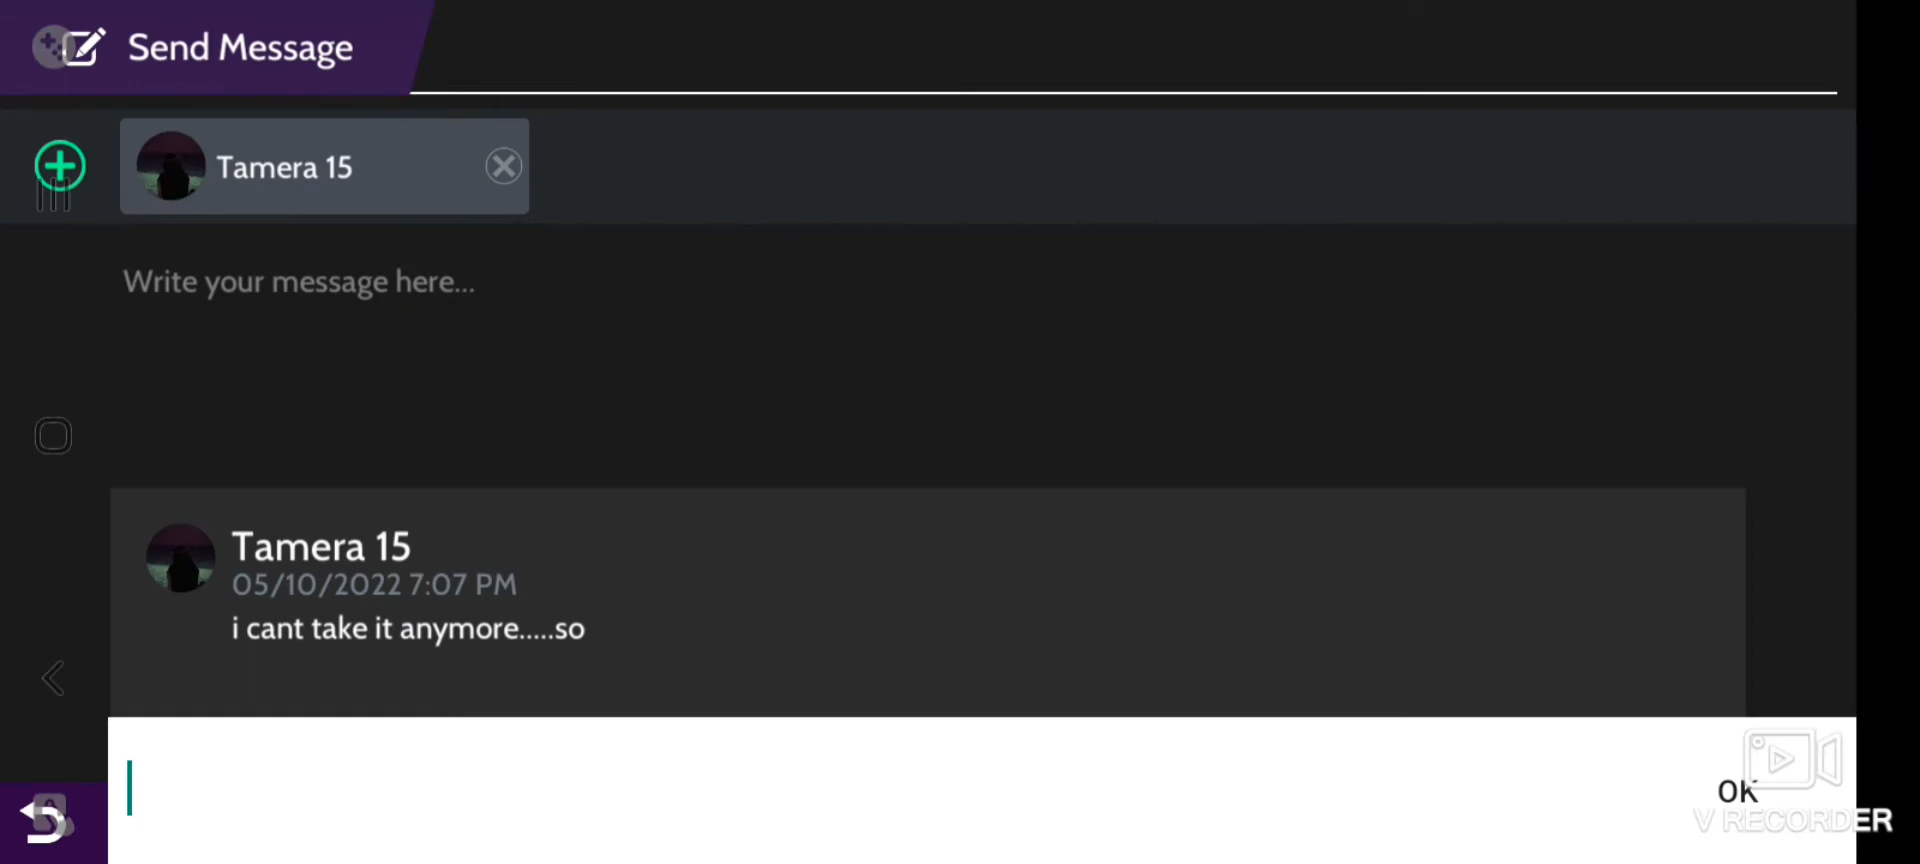 Send Message
Tamera 15
Write your message here...
Tamera 15
05/10/2022 7:07 PM
i cant take it anymore.....so
OK
V RECORDER